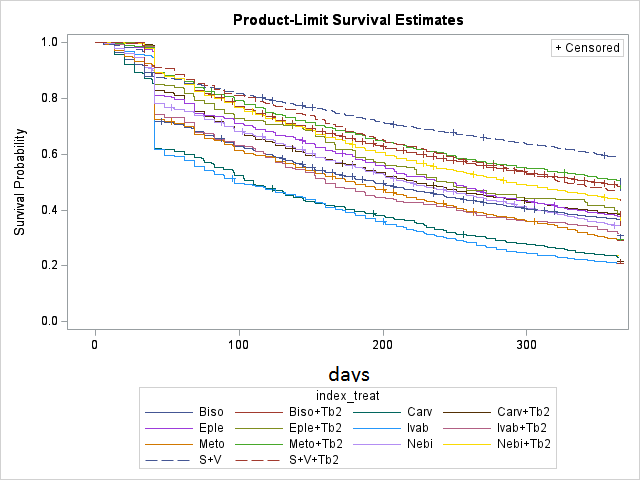 Product-Limit Survival Estimates
+ Censored
Survival Probability
1.0
0.8
0.6
0.4
0.2
0.0
0 100 200 300
days
index_treat
Biso Biso+Tb2 Carv Carv+Tb2
Eple Eple+Tb2 Ivab Ivab+Tb2
Meto Meto+Tb2 Nebi Nebi+Tb2
S+V S+V+Tb2